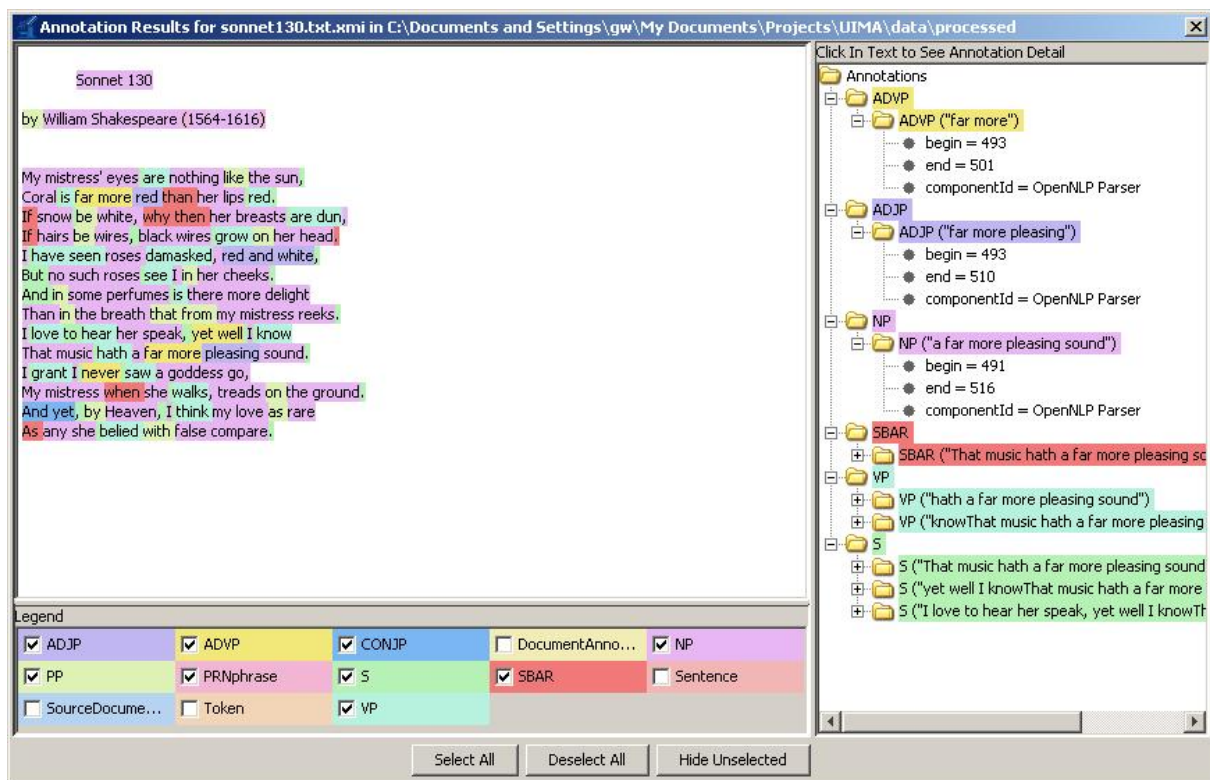 Annotation Results for sonnet130.txt.xmi in C:\Documents and Settings\gw\My Documents\Projects\UIMA\data\processed
Sonnet 130
by William Shakespeare (1564-1616)
My mistress' eyes are nothing like the sun,
Coral is far more red than her lips red.
If snow be white, why then her breasts are dun,
If hairs be wires, black wires grow on her head.
I have seen roses damasked, red and white,
But no such roses see I in her cheeks.
And in some perfumes is there more delight
Than in the breath that from my mistress reeks.
I love to hear her speak, yet well I know
That music hath a far more pleasing sound.
I grant I never saw a goddess go,
My mistress when she walks, treads on the ground.
And yet, by Heaven, I think my love as rare
As any she belied with false compare.
Legend
ADJP
ADVP
CONJP
DocumentAnno...
NP
PP
PRNphrase
S
SBAR
Sentence
SourceDocume...
Token
VP
Select All
Deselect All
Hide Unselected
Click In Text to See Annotation Detail
Annotations
ADVP
ADVP ("far more")
begin = 493
end = 501
componentId = OpenNLP Parser
ADJP
ADJP ("far more pleasing")
begin = 493
end = 510
componentId = OpenNLP Parser
NP
NP ("a far more pleasing sound")
begin = 491
end = 516
componentId = OpenNLP Parser
SBAR
SBAR ("That music hath a far more pleasing sc
VP
VP ("hath a far more pleasing sound")
VP ("knowThat music hath a far more pleasing
S
S ("That music hath a far more pleasing sound
S ("yet well I knowThat music hath a far more
S ("I love to hear her speak, yet well I knowTh